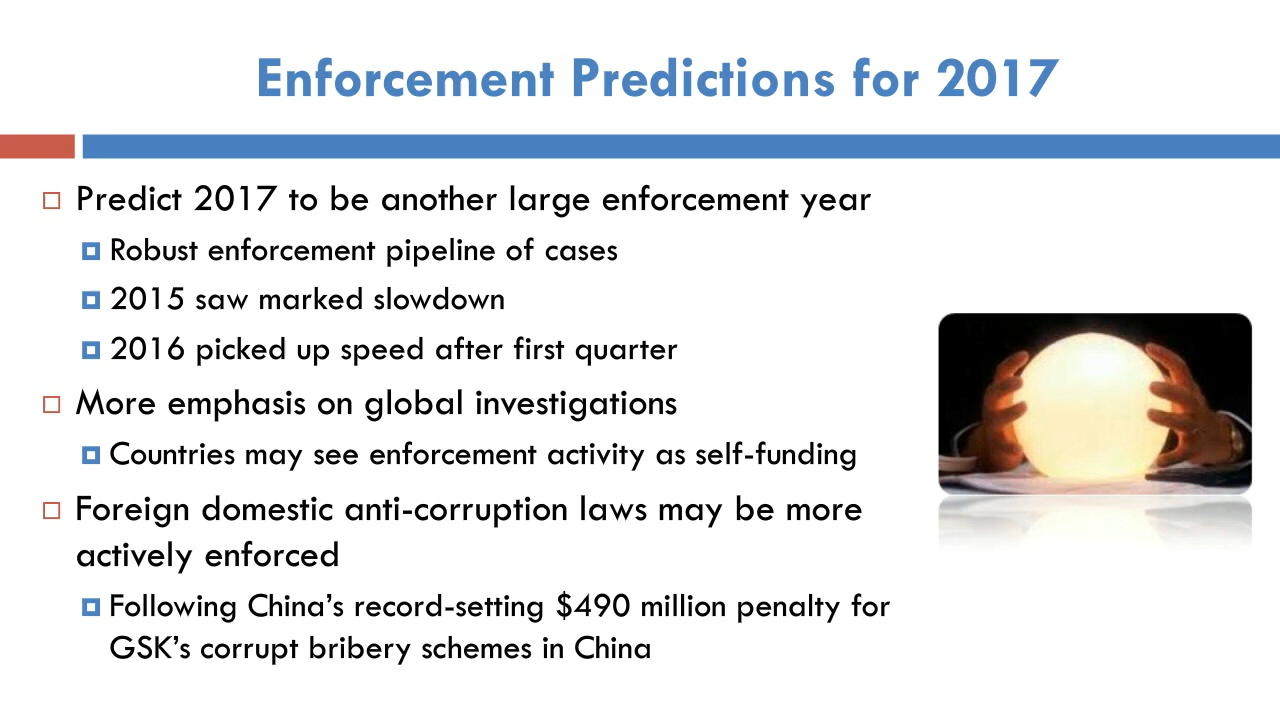 Enforcement Predictions for 2017
Predict 2017 to be another large enforcement year
Robust enforcement pipeline of cases
2015 saw marked slowdown
2016 picked up speed after first quarter
More emphasis on global investigations
Countries may see enforcement activity as self-funding
Foreign domestic anti-corruption laws may be more
actively enforced
Following China’s record-setting $490 million penalty for
GSK’s corrupt bribery schemes in China